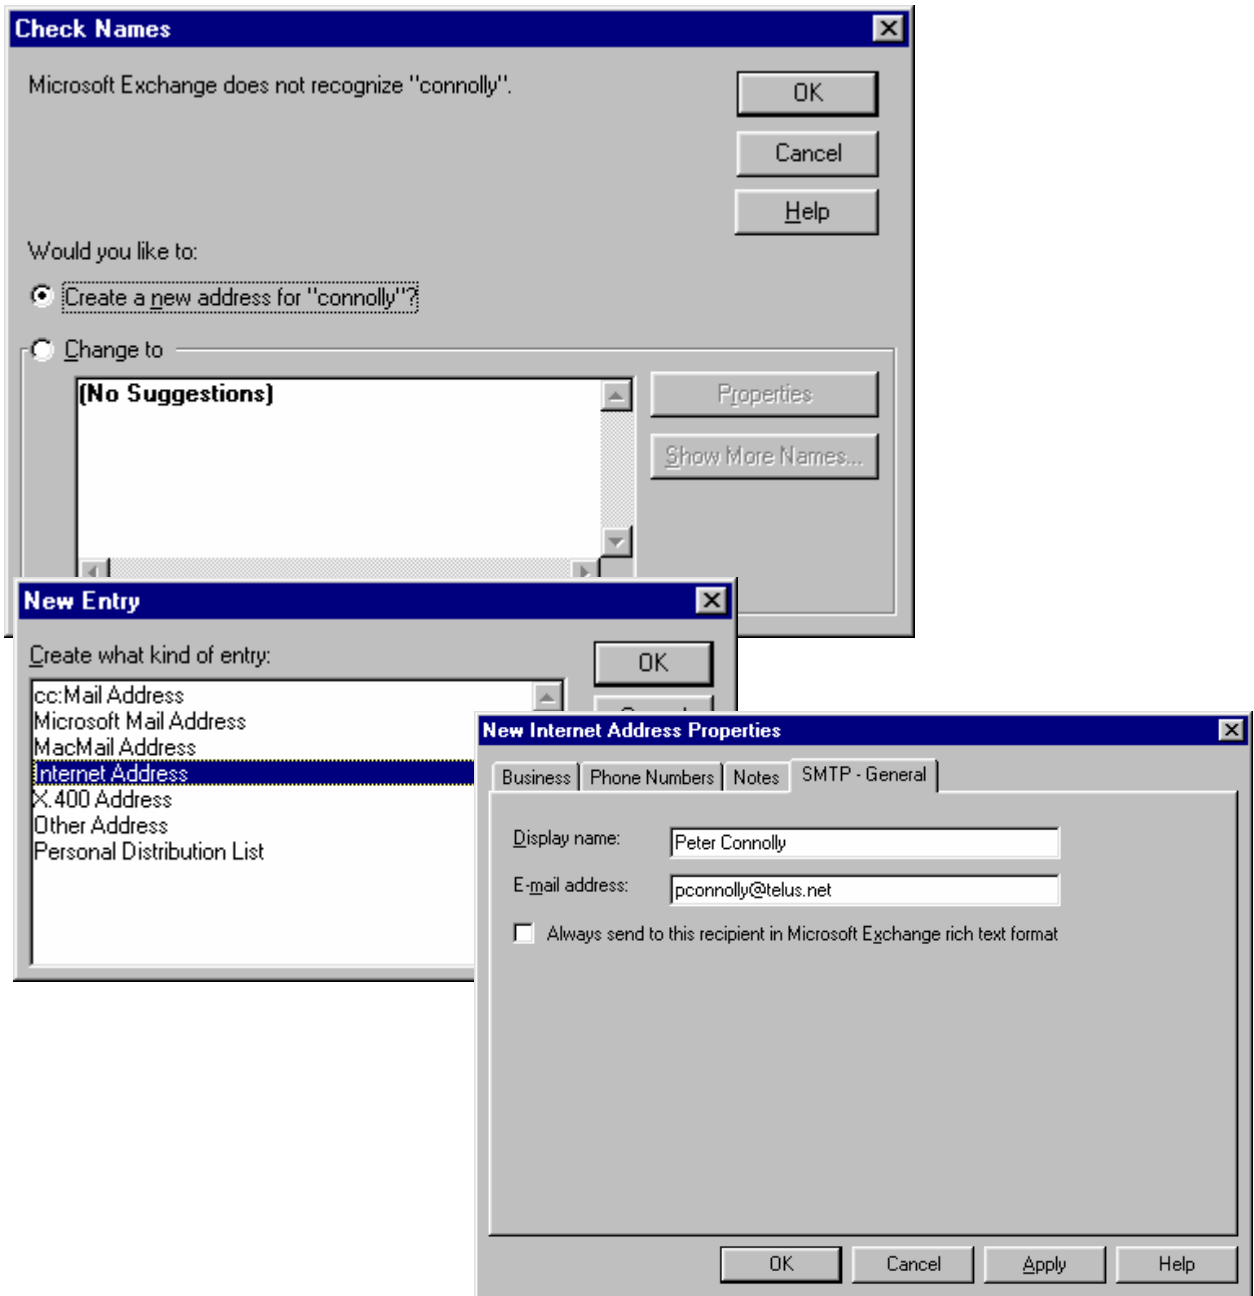 Check Names
Microsoft Exchange does not recognize "connolly".
OK
Cancel
Help
Would you like to:
Create a new address for "connolly"?
Change to
(No Suggestions)
Properties
Show More Names...
New Entry
Create what kind of entry:
OK
cc:Mail Address
Microsoft Mail Address
MacMail Address
Internet Address
X.400 Address
Other Address
Personal Distribution List
New Internet Address Properties
Business Phone Numbers Notes SMTP - General
Display name: Peter Connolly
E-mail address: pconnolly@telus.net
Always send to this recipient in Microsoft Exchange rich text format
OK Cancel Apply Help